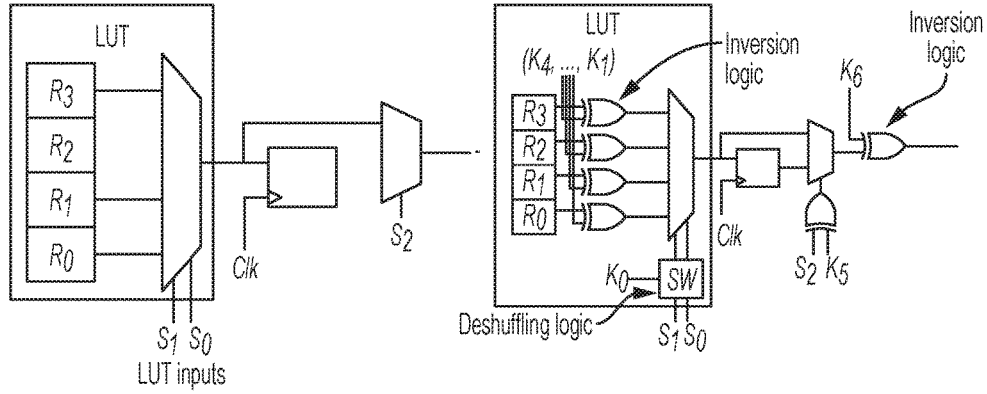 LUT
R3
R2
R1
R0
Clk
S2
S1 S0
LUT inputs
LUT
(K4, ..., K1)
Inversion
logic
Inversion
logic
K6
R3
R2
R1
R0
Clk
S2 K5
K0
SW
Deshuffling logic
S1 S0